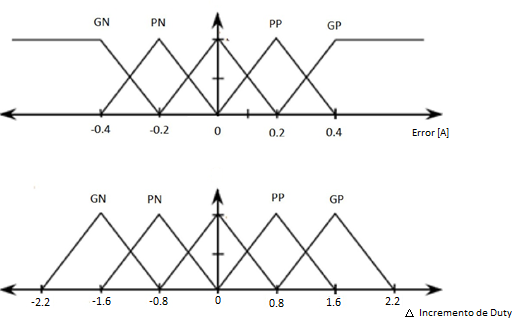 GN PN PP GP
-0.4 -0.2 0 0.2 0.4 Error [A]
GN PN PP GP
-2.2 -1.6 -0.8 0 0.8 1.6 2.2
Δ Incremento de Duty